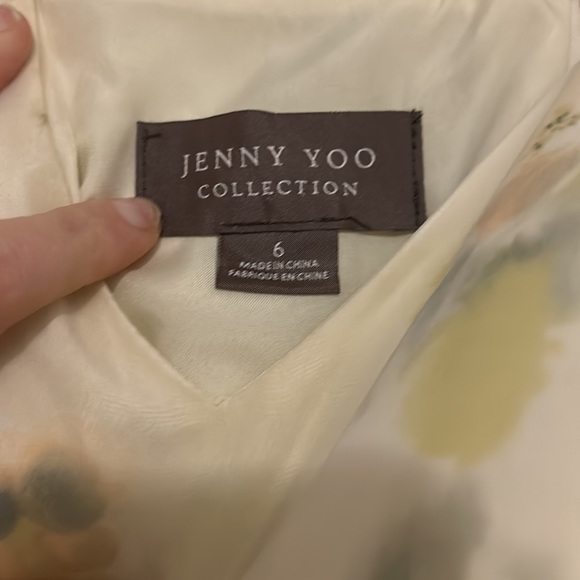 JENNY YOO
COLLECTION
6
MADE IN CHINA
FABRIQUE EN CHINE